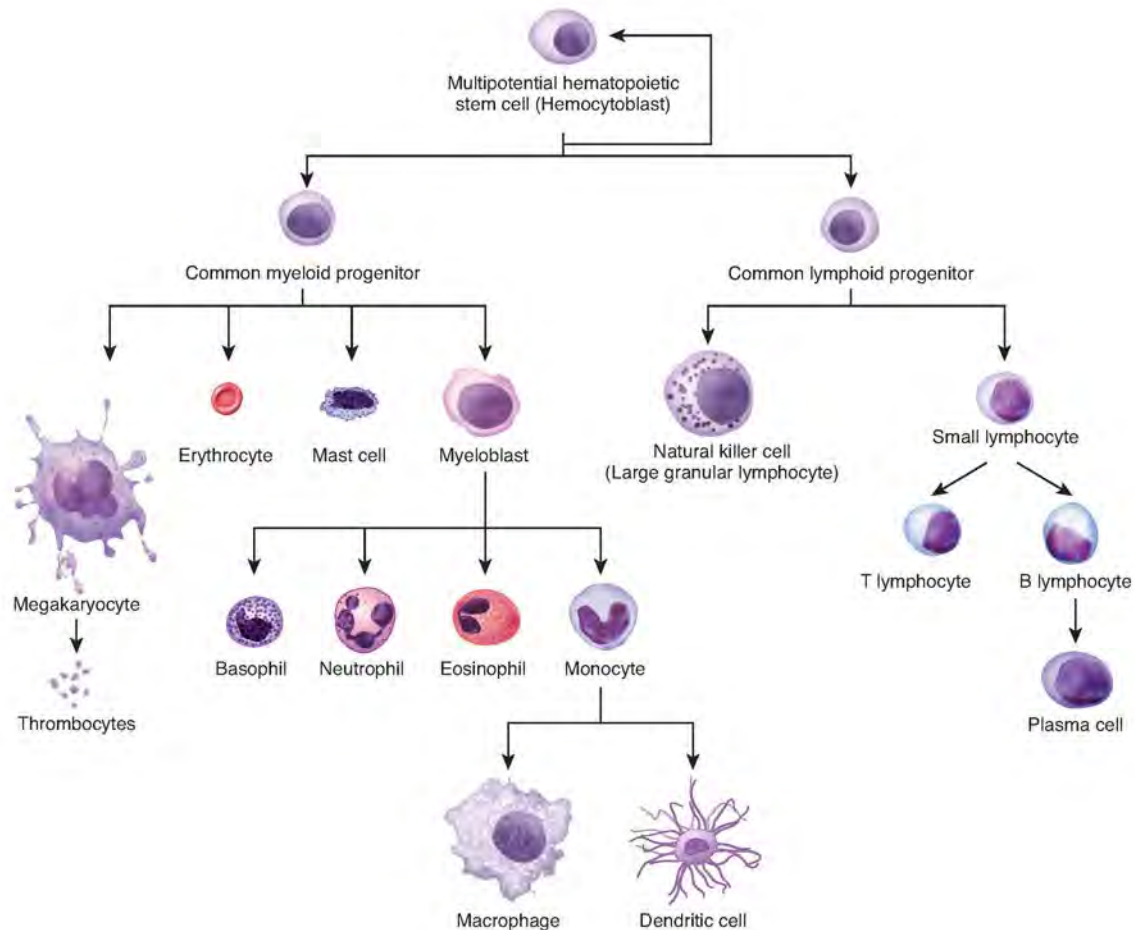 Multipotential hematopoietic
stem cell (Hemocytoblast)
Common myeloid progenitor
Common lymphoid progenitor
Erythrocyte
Mast cell
Myeloblast
Natural killer cell
(Large granular lymphocyte)
Small lymphocyte
T lymphocyte
B lymphocyte
Megakaryocyte
Basophil
Neutrophil
Eosinophil
Monocyte
Thrombocytes
Plasma cell
Macrophage
Dendritic cell